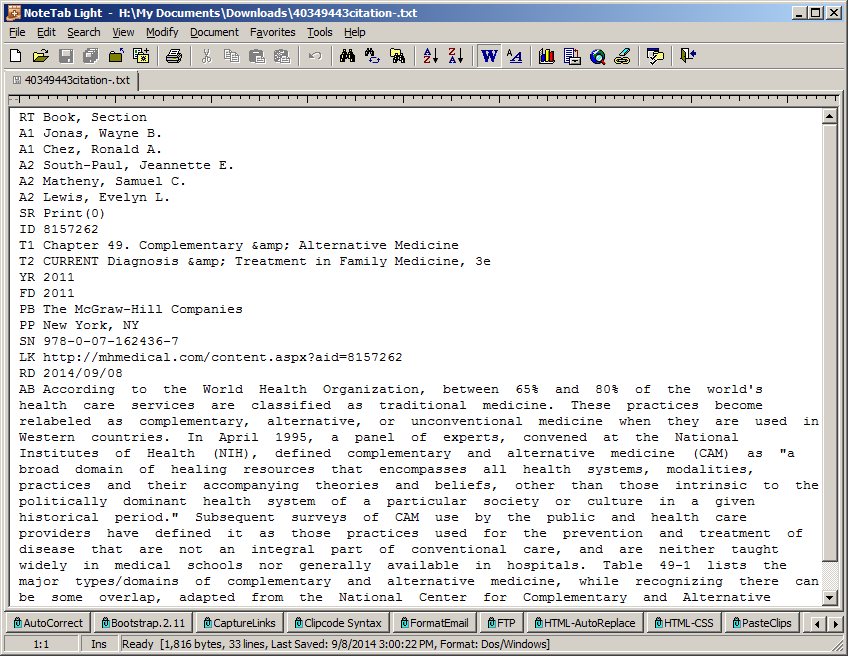 NoteTab Light - H:\My Documents\Downloads\40349443citation-.txt
File Edit Search View Modify Document Favorites Tools Help
40349443citation-.txt
RT Book, Section
A1 Jonas, Wayne B.
A1 Chez, Ronald A.
A2 South-Paul, Jeannette E.
A2 Matheny, Samuel C.
A2 Lewis, Evelyn L.
SR Print(0)
ID 8157262
T1 Chapter 49. Complementary &amp; Alternative Medicine
T2 CURRENT Diagnosis &amp; Treatment in Family Medicine, 3e
YR 2011
FD 2011
PB The McGraw-Hill Companies
PP New York, NY
SN 978-0-07-162436-7
LK http://mhmedical.com/content.aspx?aid=8157262
RD 2014/09/08
AB According to the World Health Organization, between 65% and 80% of the world's
health care services are classified as traditional medicine. These practices become
relabeled as complementary, alternative, or unconventional medicine when they are used in
Western countries. In April 1995, a panel of experts, convened at the National
Institutes of Health (NIH), defined complementary and alternative medicine (CAM) as "a
broad domain of healing resources that encompasses all health systems, modalities,
practices and their accompanying theories and beliefs, other than those intrinsic to the
politically dominant health system of a particular society or culture in a given
historical period." Subsequent surveys of CAM use by the public and health care
providers have defined it as those practices used for the prevention and treatment of
disease that are not an integral part of conventional care, and are neither taught
widely in medical schools nor generally available in hospitals. Table 49-1 lists the
major types/domains of complementary and alternative medicine, while recognizing there can
be some overlap, adapted from the National Center for Complementary and Alternative
AutoCorrect Bootstrap.2.11 CaptureLinks Clipcode Syntax FormatEmail FTP HTML-AutoReplace HTML-CSS PasteClips
1:1 Ins Ready [1,816 bytes, 33 lines, Last Saved: 9/8/2014 3:00:22 PM, Format: Dos/Windows]